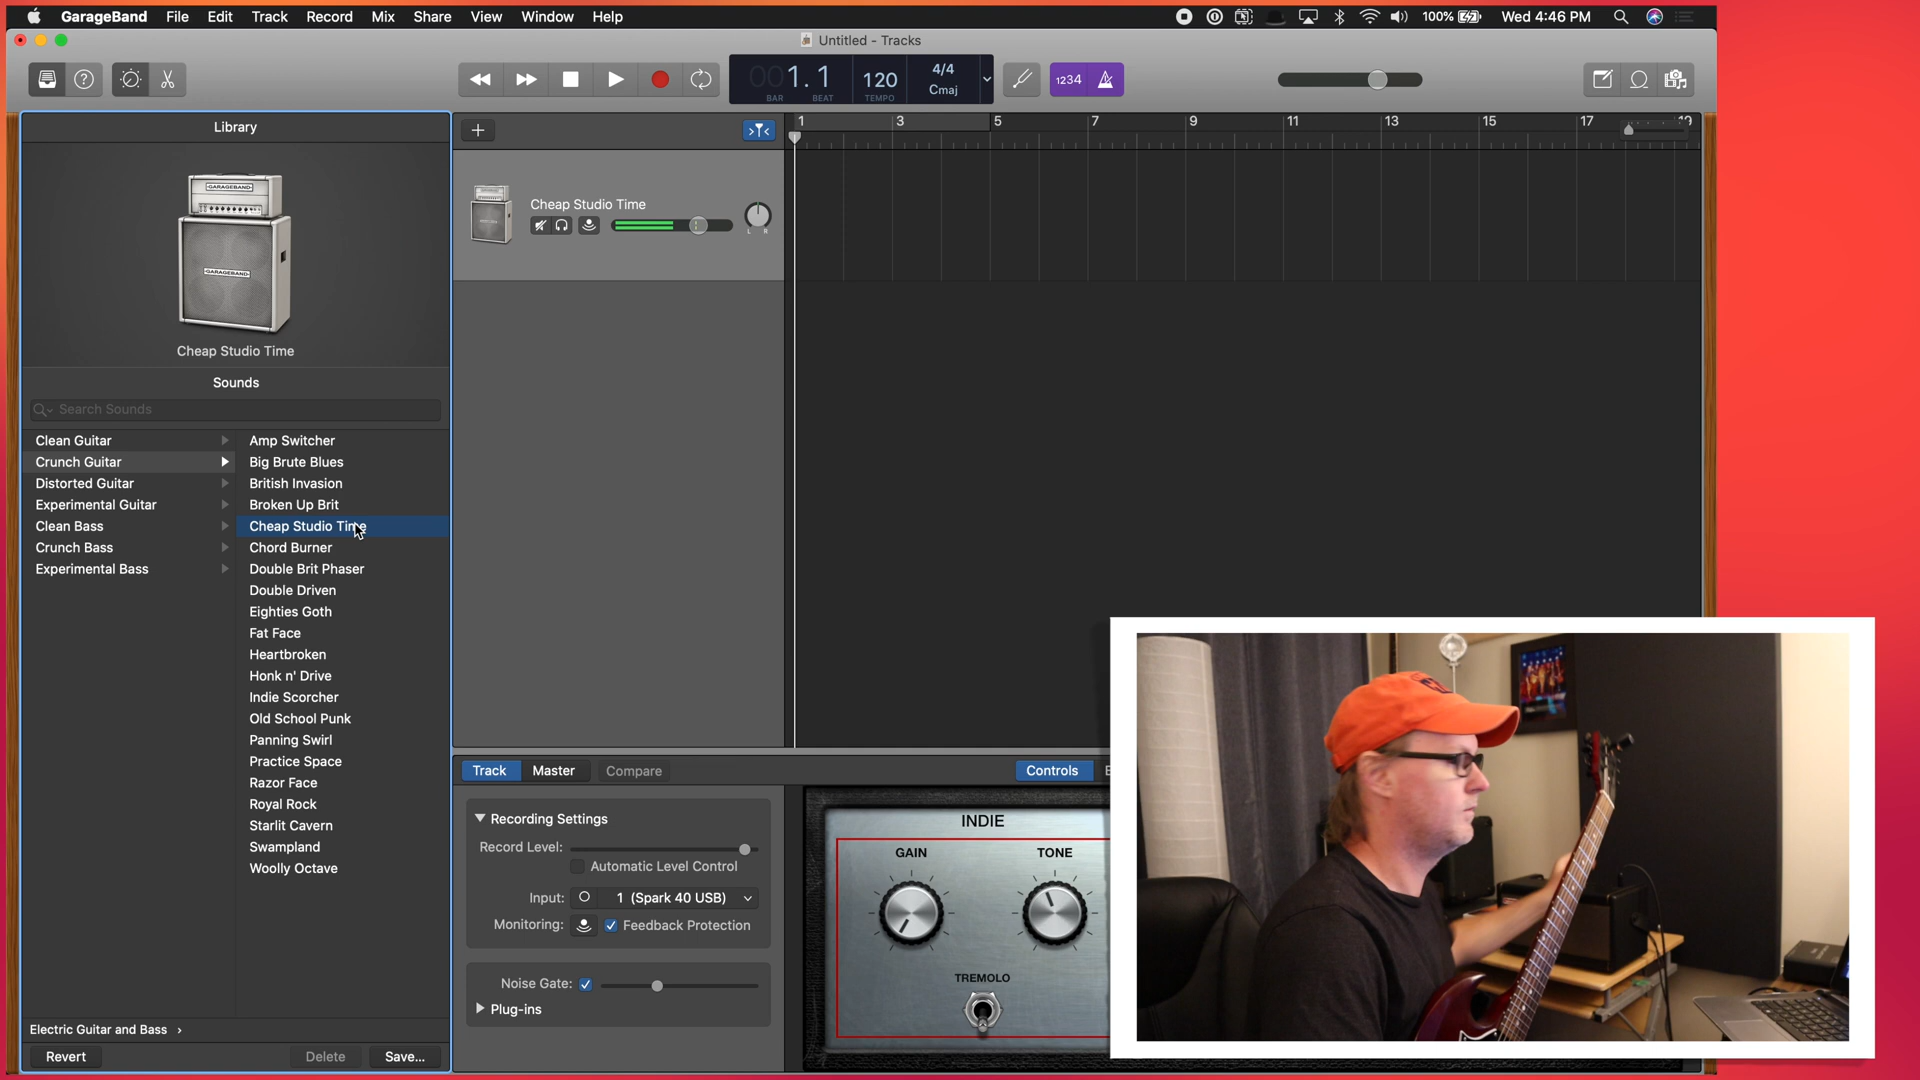 GarageBand File Edit Track Record Mix Share View Window Help
100% Wed 4:46 PM
Untitled - Tracks
001.1
BAR BEAT
120
TEMPO
4/4
Cmaj
1234
Library
1 3 5 7 9 11 13 15 17 19
GARAGEBAND
GARAGEBAND
Cheap Studio Time
L R
Cheap Studio Time
Sounds
Search Sounds
Clean Guitar
Crunch Guitar
Distorted Guitar
Experimental Guitar
Clean Bass
Crunch Bass
Experimental Bass
Amp Switcher
Big Brute Blues
British Invasion
Broken Up Brit
Cheap Studio Time
Chord Burner
Double Brit Phaser
Double Driven
Eighties Goth
Fat Face
Heartbroken
Honk n' Drive
Indie Scorcher
Old School Punk
Panning Swirl
Practice Space
Razor Face
Royal Rock
Starlit Cavern
Swampland
Woolly Octave
Electric Guitar and Bass ›
Revert Delete Save...
Track Master Compare Controls E
Recording Settings
Record Level:
Automatic Level Control
Input: 1 (Spark 40 USB)
Monitoring: Feedback Protection
Noise Gate:
Plug-ins
INDIE
GAIN TONE
TREMOLO